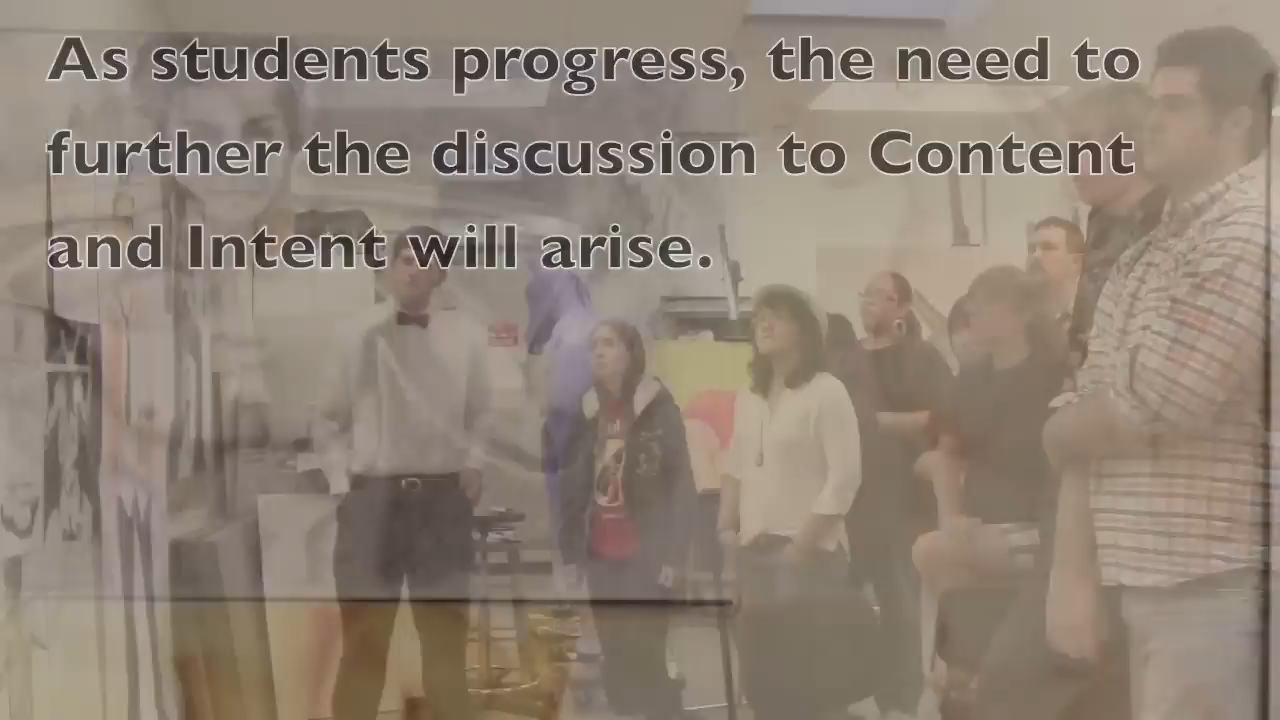 As students progress, the need to
further the discussion to Content
and Intent will arise.